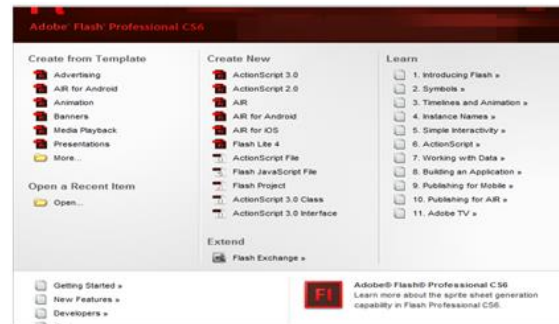 Adobe® Flash® Professional CS6
Create from Template
Advertising
AIR for Android
Animation
Banners
Media Playback
Presentations
More...
Open a Recent Item
Open...
Create New
ActionScript 3.0
ActionScript 2.0
AIR
AIR for Android
AIR for iOS
Flash Lite 4
ActionScript File
Flash JavaScript File
Flash Project
ActionScript 3.0 Class
ActionScript 3.0 Interface
Extend
Flash Exchange »
Learn
1. Introducing Flash »
2. Symbols »
3. Timelines and Animation »
4. Instance Names »
5. Simple Interactivity »
6. ActionScript »
7. Working with Data »
8. Building an Application »
9. Publishing for Mobile »
10. Publishing for AIR »
11. Adobe TV »
Getting Started »
New Features »
Developers »
Fl
Adobe® Flash® Professional CS6
Learn more about the sprite sheet generation
capability in Flash Professional CS6.